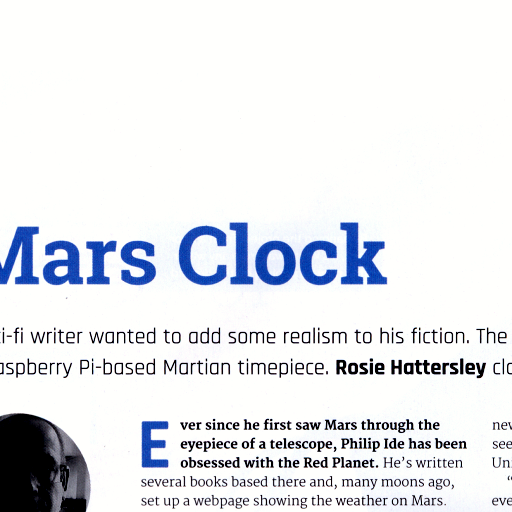 Mars Clock
i-fi writer wanted to add some realism to his fiction. The
aspberry Pi-based Martian timepiece. Rosie Hattersley clo
Ever since he first saw Mars through the
eyepiece of a telescope, Philip Ide has been
obsessed with the Red Planet. He's written
several books based there and, many moons ago,
set up a webpage showing the weather on Mars.
new
see
Uni
“
eve